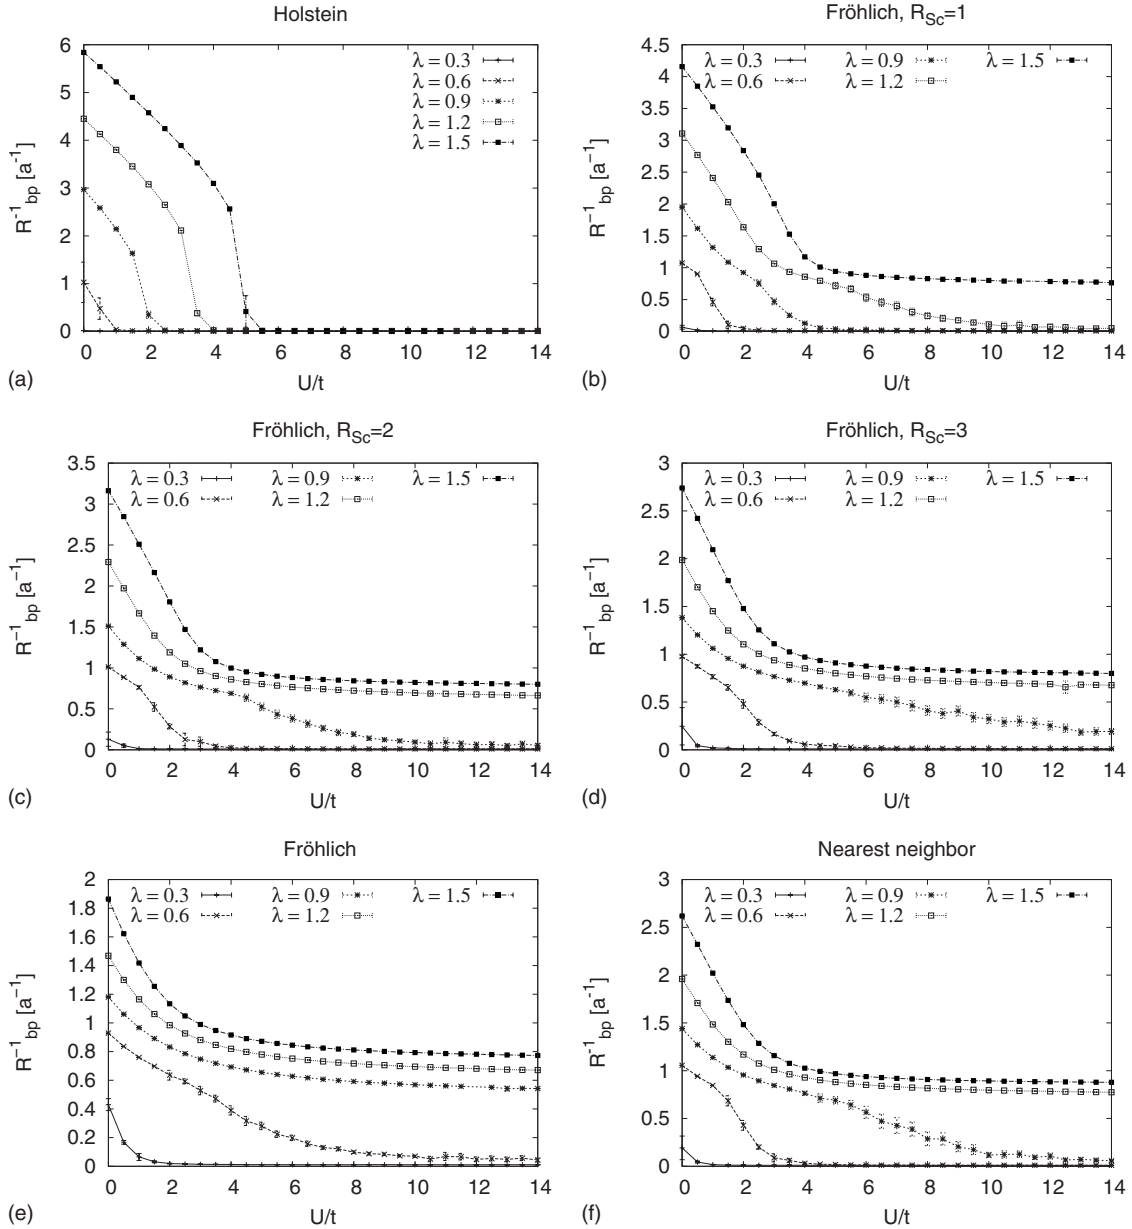 Holstein
6
5
4
3
2
1
0
R⁻¹bp [a⁻¹]
λ = 0.3
λ = 0.6
λ = 0.9
λ = 1.2
λ = 1.5
0 2 4 6 8 10 12 14
U/t
(a)
Fröhlich, RSc=1
4.5
4
3.5
3
2.5
2
1.5
1
0.5
0
R⁻¹bp [a⁻¹]
λ = 0.3 λ = 0.9 λ = 1.5
λ = 0.6 λ = 1.2
0 2 4 6 8 10 12 14
U/t
(b)
Fröhlich, RSc=2
3.5
3
2.5
2
1.5
1
0.5
0
R⁻¹bp [a⁻¹]
λ = 0.3 λ = 0.9 λ = 1.5
λ = 0.6 λ = 1.2
0 2 4 6 8 10 12 14
U/t
(c)
Fröhlich, RSc=3
3
2.5
2
1.5
1
0.5
0
R⁻¹bp [a⁻¹]
λ = 0.3 λ = 0.9 λ = 1.5
λ = 0.6 λ = 1.2
0 2 4 6 8 10 12 14
U/t
(d)
Fröhlich
2
1.8
1.6
1.4
1.2
1
0.8
0.6
0.4
0.2
0
R⁻¹bp [a⁻¹]
λ = 0.3 λ = 0.9 λ = 1.5
λ = 0.6 λ = 1.2
0 2 4 6 8 10 12 14
U/t
(e)
Nearest neighbor
3
2.5
2
1.5
1
0.5
0
R⁻¹bp [a⁻¹]
λ = 0.3 λ = 0.9 λ = 1.5
λ = 0.6 λ = 1.2
0 2 4 6 8 10 12 14
U/t
(f)